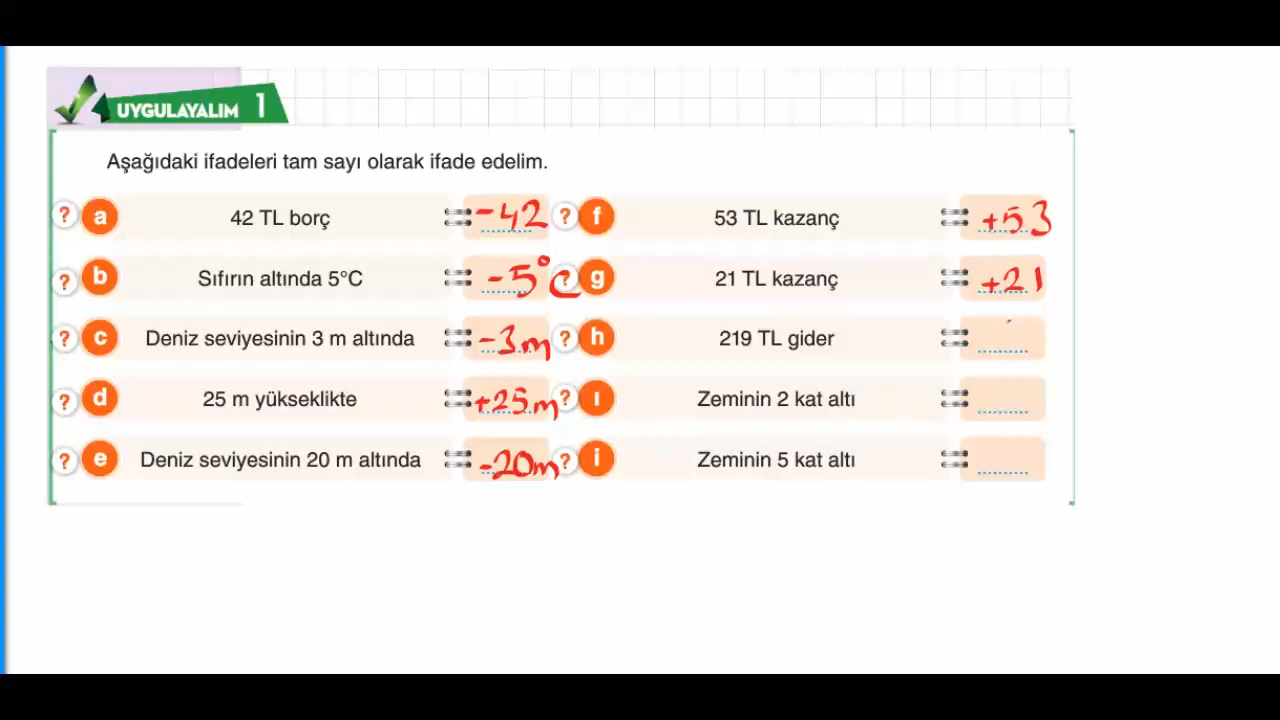 UYGULAYALIM 1
Aşağıdaki ifadeleri tam sayı olarak ifade edelim.
? a 42 TL borç -42
? b Sıfırın altında 5°C -5°C
? c Deniz seviyesinin 3 m altında -3m
? d 25 m yükseklikte +25m
? e Deniz seviyesinin 20 m altında -20m
? f 53 TL kazanç +53
? g 21 TL kazanç +21
? h 219 TL gider
? ı Zeminin 2 kat altı
? i Zeminin 5 kat altı